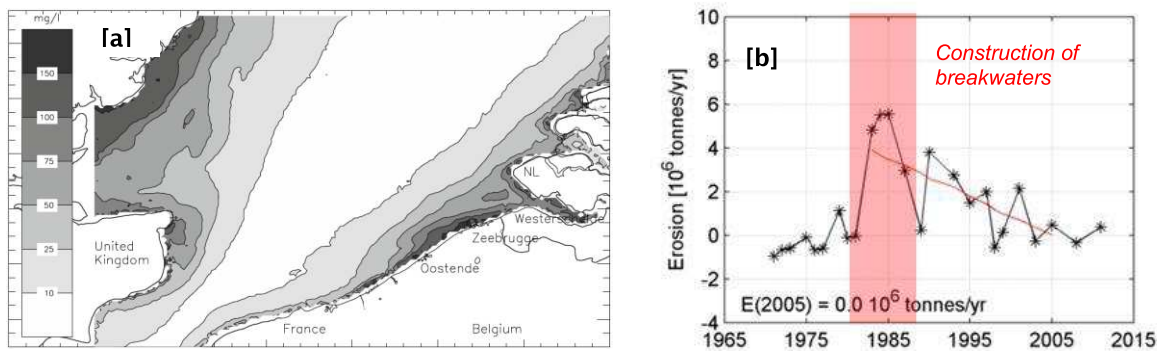 mg/l
[a]
150
100
75
50
25
10
United
Kingdom
NL
Zeebrugge
Oostende
France
Belgium
[b]
Construction of
breakwaters
Erosion [10⁶ tonnes/yr]
10
8
6
4
2
0
-2
-4
E(2005) = 0.0 10⁶ tonnes/yr
1965
1975
1985
1995
2005
2015